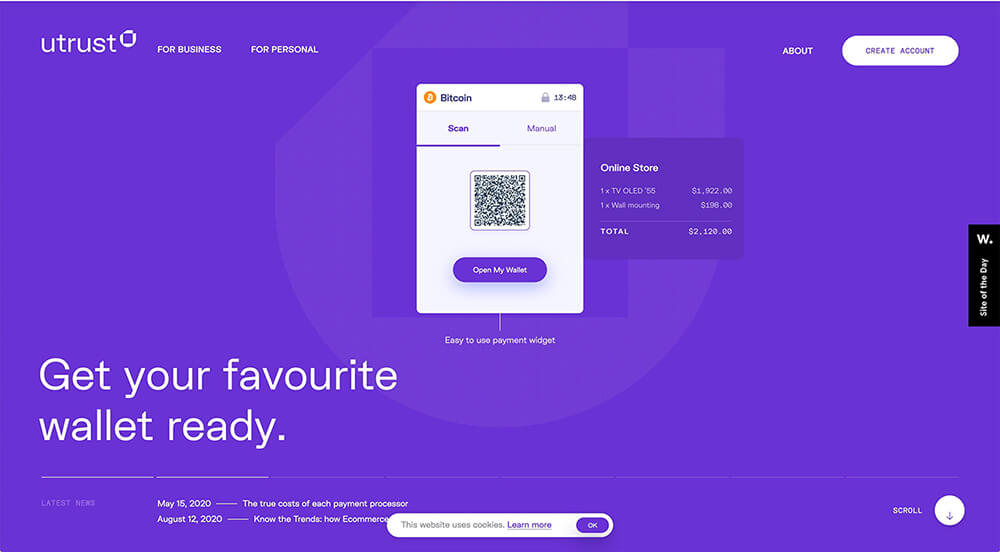 utrust
FOR BUSINESS
FOR PERSONAL
ABOUT
CREATE ACCOUNT
Bitcoin
13:48
Scan
Manual
Open My Wallet
Online Store
1 x TV OLED '55 $1,922.00
1 x Wall mounting $198.00
TOTAL $2,120.00
Easy to use payment widget
W.
Site of the Day
Get your favourite
wallet ready.
LATEST NEWS
May 15, 2020 The true costs of each payment processor
August 12, 2020 Know the Trends: how Ecommerce
This website uses cookies. Learn more OK
SCROLL